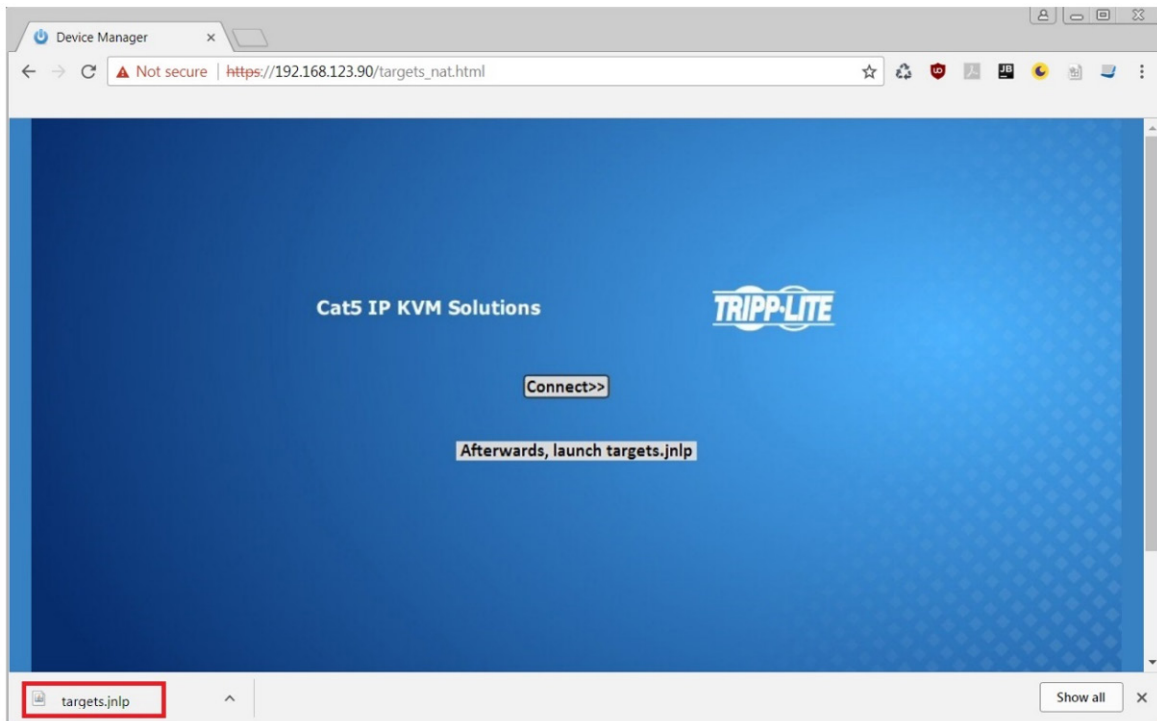 Device Manager
Not secure | https://192.168.123.90/targets_nat.html
Cat5 IP KVM Solutions
TRIPP·LITE
Connect>>
Afterwards, launch targets.jnlp
targets.jnlp
Show all